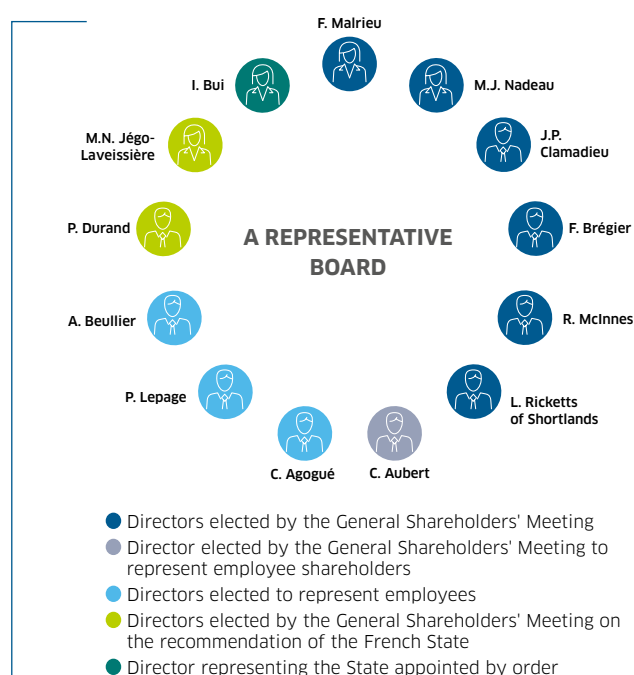 F. Malrieu
I. Bui
M.J. Nadeau
M.N. Jégo-
Laveissière
J.P.
Clamadieu
P. Durand
F. Brégier
A REPRESENTATIVE
BOARD
A. Beullier
R. McInnes
P. Lepage
L. Ricketts
of Shortlands
C. Agogué
C. Aubert
Directors elected by the General Shareholders' Meeting
Director elected by the General Shareholders' Meeting to
represent employee shareholders
Directors elected to represent employees
Directors elected by the General Shareholders' Meeting on
the recommendation of the French State
Director representing the State appointed by order